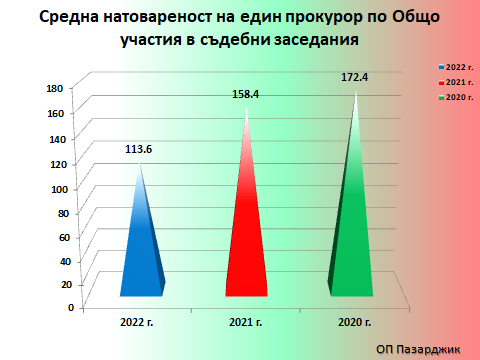 Средна натовареност на един прокурор по Общо
участия в съдебни заседания
2022 г.
2021 г.
2020 г.
180
160
140
120
100
80
60
40
20
0
113.6
158.4
172.4
2022 г.
2021 г.
2020 г.
ОП Пазарджик